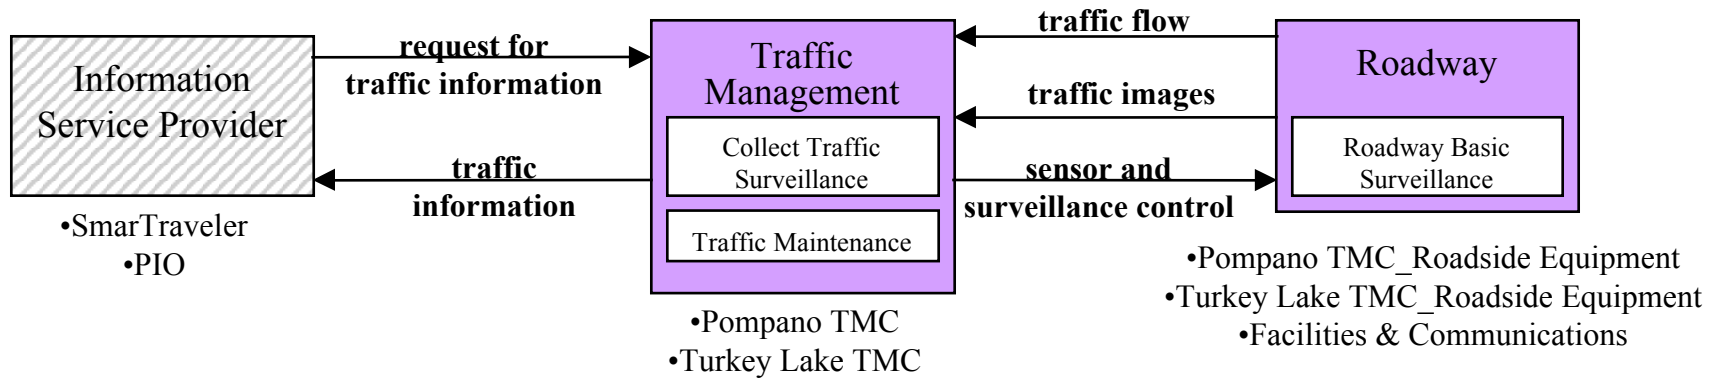 Information
Service Provider
•SmarTraveler
•PIO
request for
traffic information
traffic
information
Traffic
Management
Collect Traffic
Surveillance
Traffic Maintenance
•Pompano TMC
•Turkey Lake TMC
traffic flow
traffic images
sensor and
surveillance control
Roadway
Roadway Basic
Surveillance
•Pompano TMC_Roadside Equipment
•Turkey Lake TMC_Roadside Equipment
•Facilities & Communications